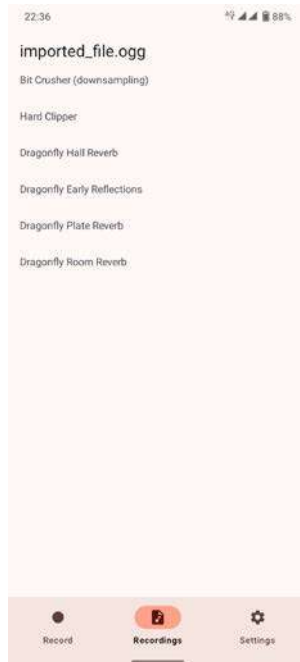 22:36
4G 88%
imported_file.ogg
Bit Crusher (downsampling)
Hard Clipper
Dragonfly Hall Reverb
Dragonfly Early Reflections
Dragonfly Plate Reverb
Dragonfly Room Reverb
Record
Recordings
Settings